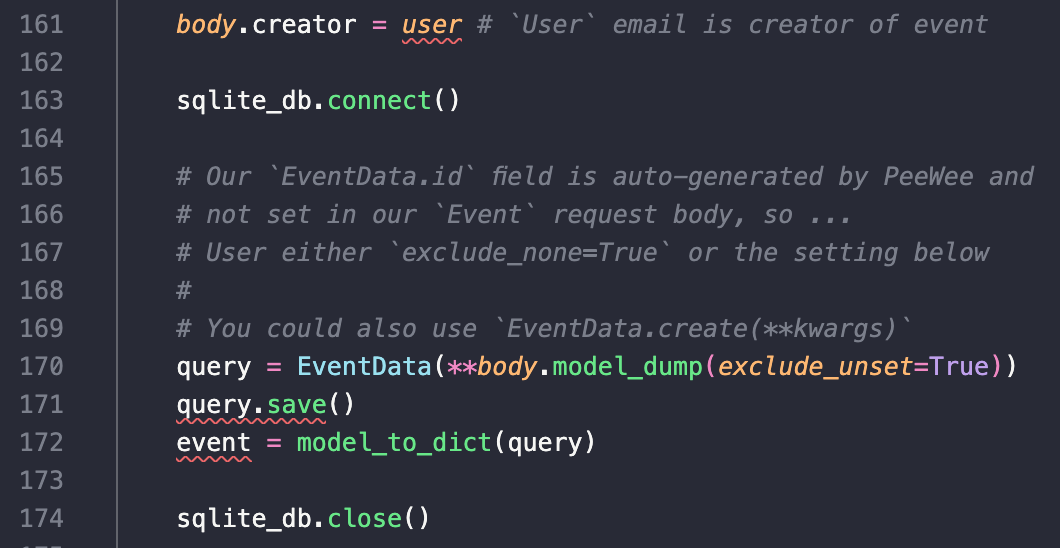 161 body.creator = user # `User` email is creator of event
162
163 sqlite_db.connect()
164
165 # Our `EventData.id` field is auto-generated by PeeWee and
166 # not set in our `Event` request body, so ...
167 # User either `exclude_none=True` or the setting below
168 #
169 # You could also use `EventData.create(**kwargs)`
170 query = EventData(**body.model_dump(exclude_unset=True))
171 query.save()
172 event = model_to_dict(query)
173
174 sqlite_db.close()